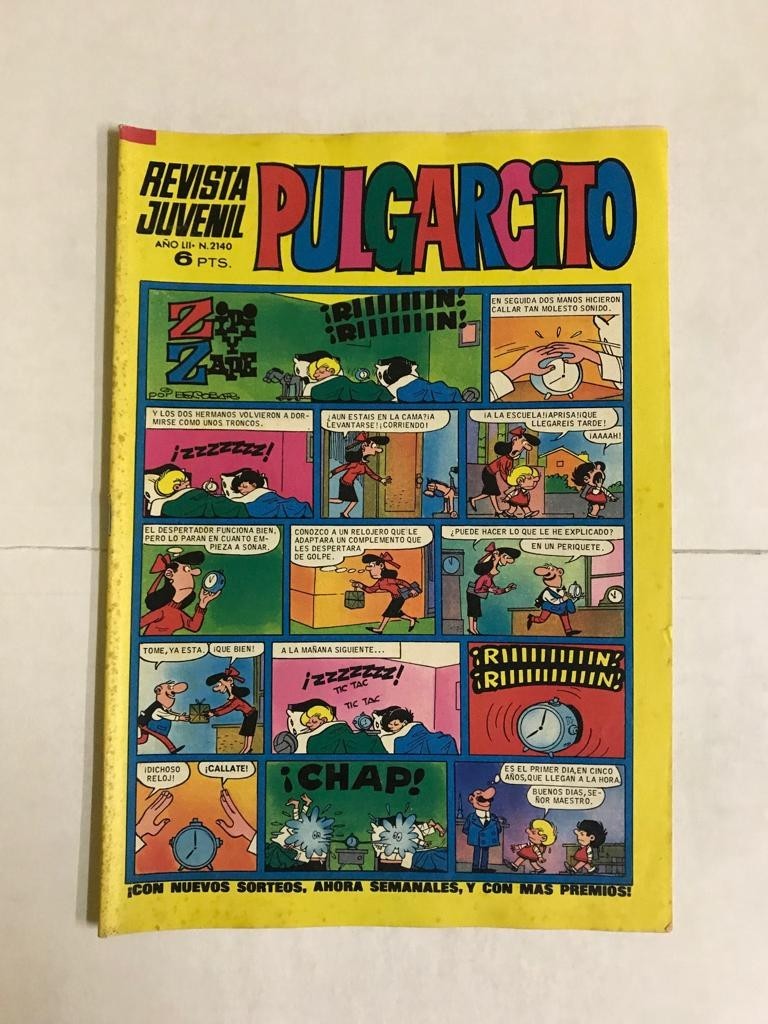 REVISTA
JUVENIL
AÑO LII• N.2140
6 PTS.
PULGARCITO
ZIPI
Y
ZAPE
por ESCOBAR
¡RIIIIIIIN!
¡RIIIIIIIN!
EN SEGUIDA DOS MANOS HICIERON
CALLAR TAN MOLESTO SONIDO.
Y LOS DOS HERMANOS VOLVIERON A DOR-
MIRSE COMO UNOS TRONCOS.
¡ZZZZZZZ!
¿AUN ESTAIS EN LA CAMA?¡A
LEVANTARSE!¡CORRIENDO!
¡A LA ESCUELA!¡APRISA!¡QUE
LLEGAREIS TARDE!
¡AAAAH!
EL DESPERTADOR FUNCIONA BIEN,
PERO LO PARAN EN CUANTO EM-
PIEZA A SONAR.
CONOZCO A UN RELOJERO QUE LE
ADAPTARA UN COMPLEMENTO QUE
LES DESPERTARA
DE GOLPE.
¿PUEDE HACER LO QUE LE HE EXPLICADO?
EN UN PERIQUETE.
TOME,YA ESTA.
¡QUE BIEN!
A LA MAÑANA SIGUIENTE...
¡ZZZZZZZ!
TIC TAC
TIC TAC
¡RIIIIIIIIIIN!
¡RIIIIIIIIIIN!
¡DICHOSO
RELOJ!
¡CALLATE!
¡CHAP!
ES EL PRIMER DIA,EN CINCO
AÑOS,QUE LLEGAN A LA HORA.
BUENOS DIAS,SE-
ÑOR MAESTRO.
¡CON NUEVOS SORTEOS, AHORA SEMANALES, Y CON MAS PREMIOS!